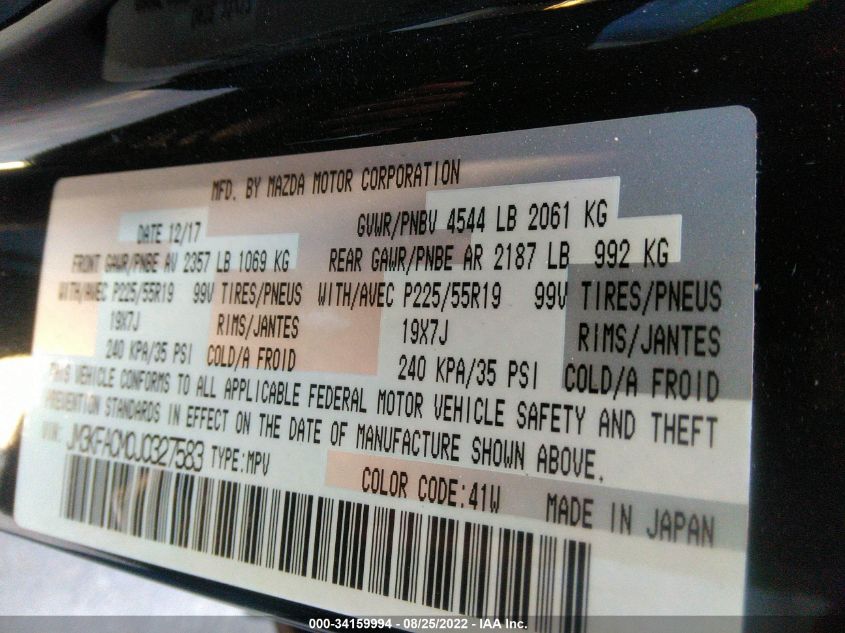 MFD. BY MAZDA MOTOR CORPORATION
DATE 12/17 GVWR/PNBV 4544 LB 2061 KG
FRONT GAWR/PNBE AV 2357 LB 1069 KG REAR GAWR/PNBE AR 2187 LB 992 KG
WITH/AVEC P225/55R19 99V TIRES/PNEUS WITH/AVEC P225/55R19 99V TIRES/PNEUS
19X7J RIMS/JANTES 19X7J RIMS/JANTES
240 KPA/35 PSI COLD/A FROID 240 KPA/35 PSI COLD/A FROID
THIS VEHICLE CONFORMS TO ALL APPLICABLE FEDERAL MOTOR VEHICLE SAFETY AND THEFT
PREVENTION STANDARDS IN EFFECT ON THE DATE OF MANUFACTURE SHOWN ABOVE.
VIN: JM3KFACM0J0327583 TYPE:MPV
COLOR CODE:41W MADE IN JAPAN
000-34159994 - 08/25/2022 - IAA Inc.